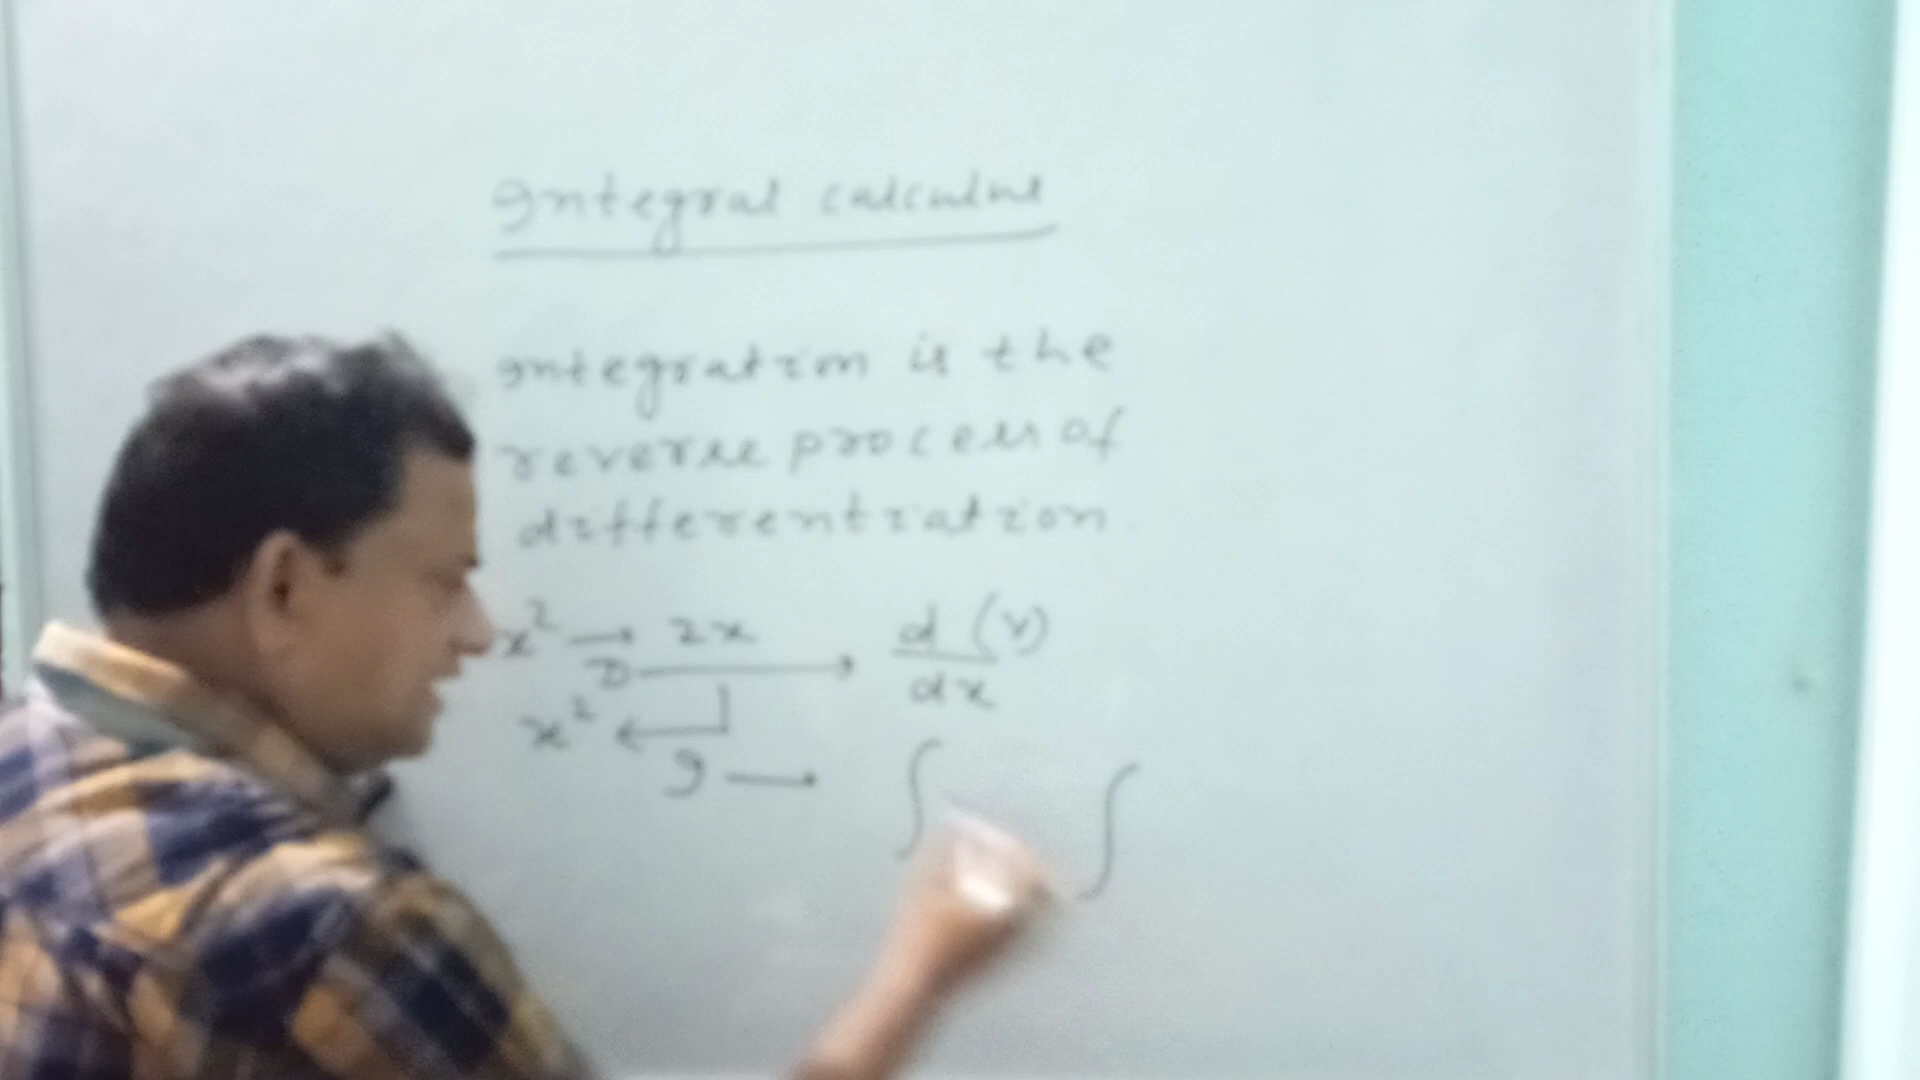 Integral calculus
Integration is the
reverse process of
differentiation.
x² → 2x
D → d/dx (y)
x² ←
I → ∫ ∫